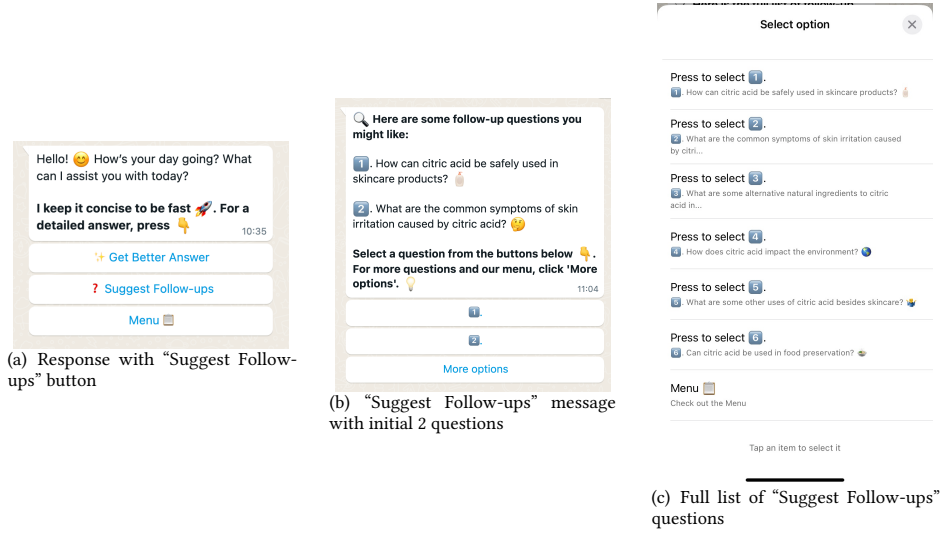 Hello! 😊 How's your day going? What
can I assist you with today?
I keep it concise to be fast 🚀. For a
detailed answer, press 👇
10:35
✨ Get Better Answer
❓ Suggest Follow-ups
Menu 📋
(a) Response with “Suggest Follow-
ups” button
🔍 Here are some follow-up questions you
might like:
1️⃣. How can citric acid be safely used in
skincare products? 🧴
2️⃣. What are the common symptoms of skin
irritation caused by citric acid? 🤔
Select a question from the buttons below 👇.
For more questions and our menu, click 'More
options'. 💡
11:04
1️⃣.
2️⃣.
More options
(b) “Suggest Follow-ups” message
with initial 2 questions
Select option
Press to select 1️⃣.
1️⃣. How can citric acid be safely used in skincare products? 🧴
Press to select 2️⃣.
2️⃣. What are the common symptoms of skin irritation caused
by citri...
Press to select 3️⃣.
3️⃣. What are some alternative natural ingredients to citric
acid in...
Press to select 4️⃣.
4️⃣. How does citric acid impact the environment? 🌎
Press to select 5️⃣.
5️⃣. What are some other uses of citric acid besides skincare? 🤹
Press to select 6️⃣.
6️⃣. Can citric acid be used in food preservation? 🍲
Menu 📋
Check out the Menu
Tap an item to select it
(c) Full list of “Suggest Follow-ups”
questions